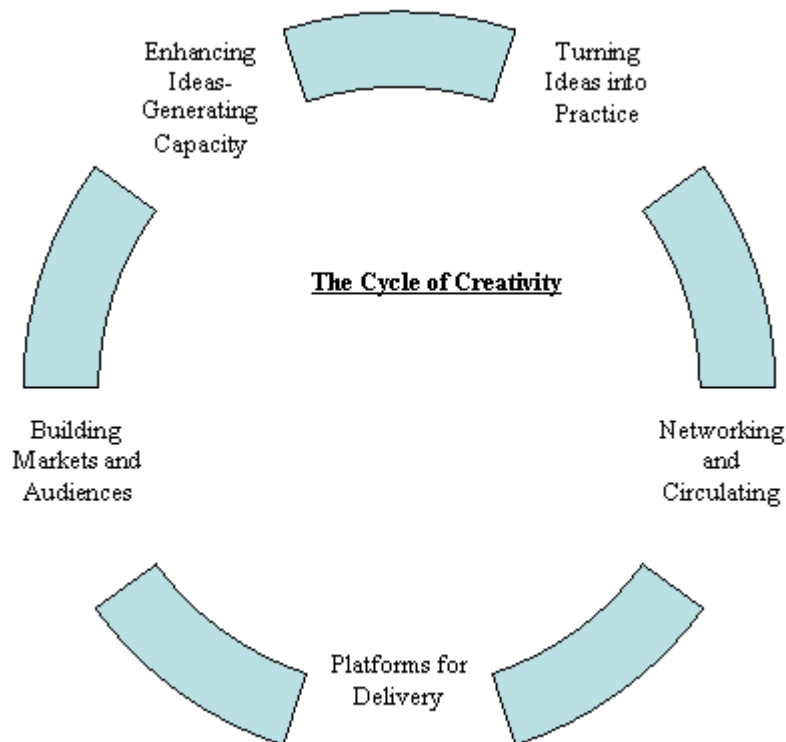 Enhancing
Ideas-
Generating
Capacity
Turning
Ideas into
Practice
The Cycle of Creativity
Building
Markets and
Audiences
Networking
and
Circulating
Platforms for
Delivery